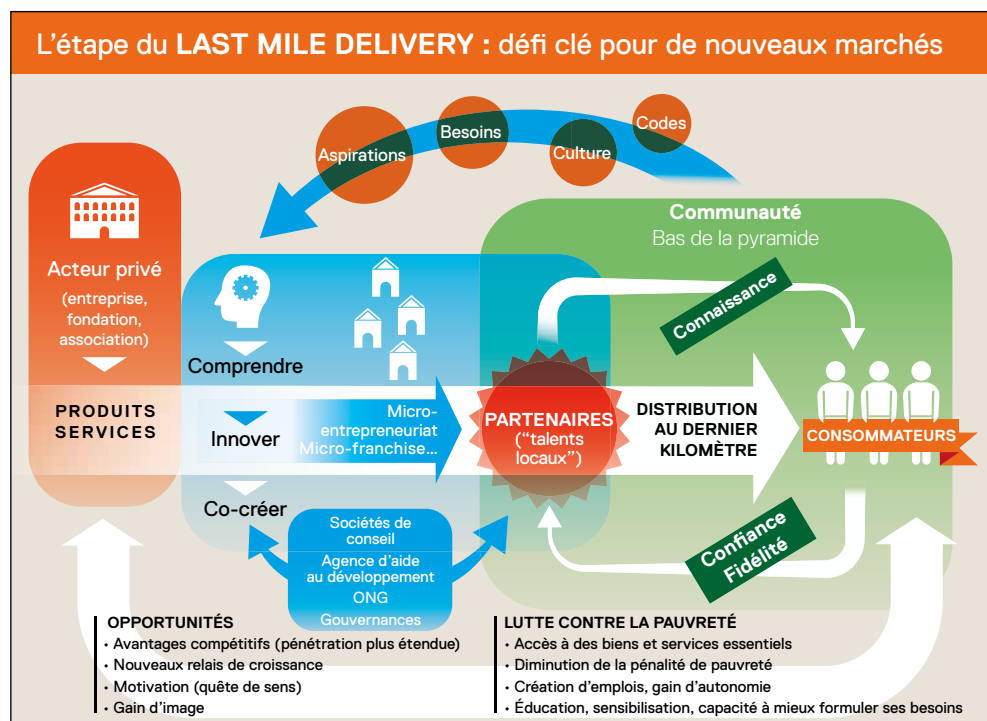 L'étape du LAST MILE DELIVERY : défi clé pour de nouveaux marchés
Aspirations
Besoins
Culture
Codes
Acteur privé
(entreprise,
fondation,
association)
PRODUITS
SERVICES
Comprendre
Innover
Co-créer
Micro-
entrepreneuriat
Micro-franchise...
Sociétés de
conseil
Agence d'aide
au développement
ONG
Gouvernances
Communauté
Bas de la pyramide
PARTENAIRES
(“talents
locaux”)
Connaissance
DISTRIBUTION
AU DERNIER
KILOMÈTRE
CONSOMMATEURS
Confiance
Fidélité
OPPORTUNITÉS
• Avantages compétitifs (pénétration plus étendue)
• Nouveaux relais de croissance
• Motivation (quête de sens)
• Gain d'image
LUTTE CONTRE LA PAUVRETÉ
• Accès à des biens et services essentiels
• Diminution de la pénalité de pauvreté
• Création d'emplois, gain d'autonomie
• Éducation, sensibilisation, capacité à mieux formuler ses besoins